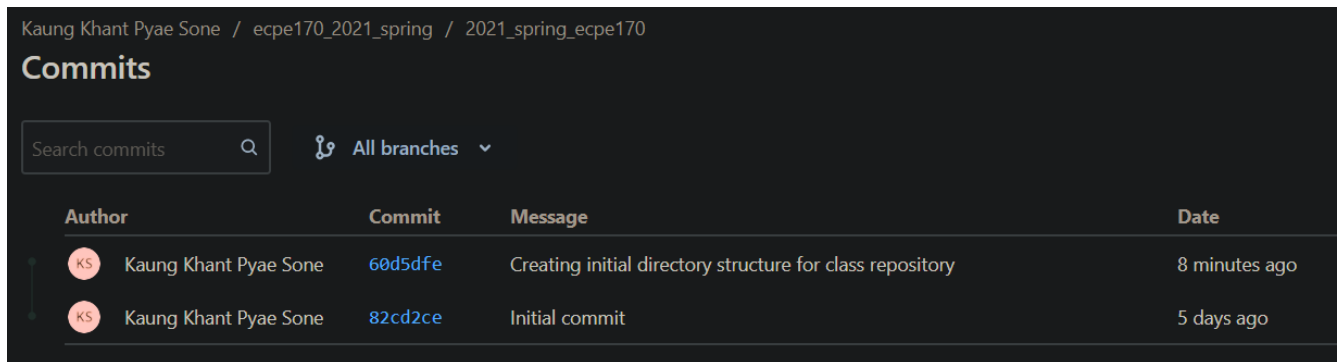 Kaung Khant Pyae Sone / ecpe170_2021_spring / 2021_spring_ecpe170
Commits
Search commits All branches
Author Commit Message Date
KS Kaung Khant Pyae Sone 60d5dfe Creating initial directory structure for class repository 8 minutes ago
KS Kaung Khant Pyae Sone 82cd2ce Initial commit 5 days ago